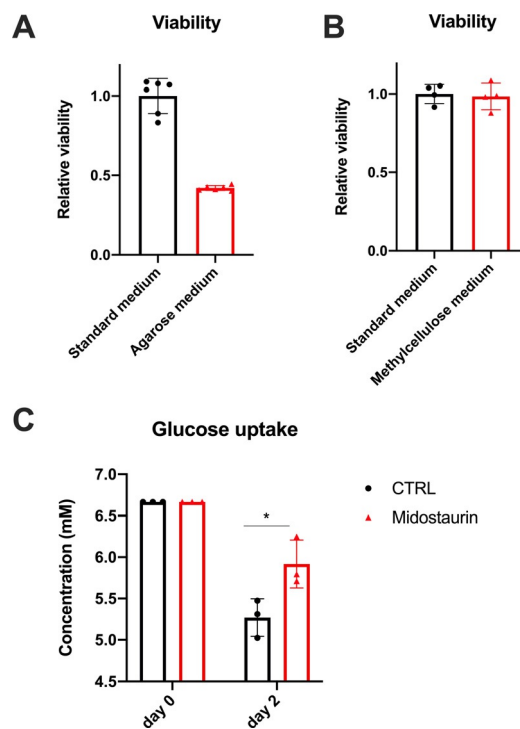 A
Viability
Relative viability
1.0
0.5
0.0
Standard medium
Agarose medium
B
Viability
Relative viability
1.0
0.5
0.0
Standard medium
Methylcellulose medium
C
Glucose uptake
Concentration (mM)
7.0
6.5
6.0
5.5
5.0
4.5
*
day 0
day 2
CTRL
Midostaurin